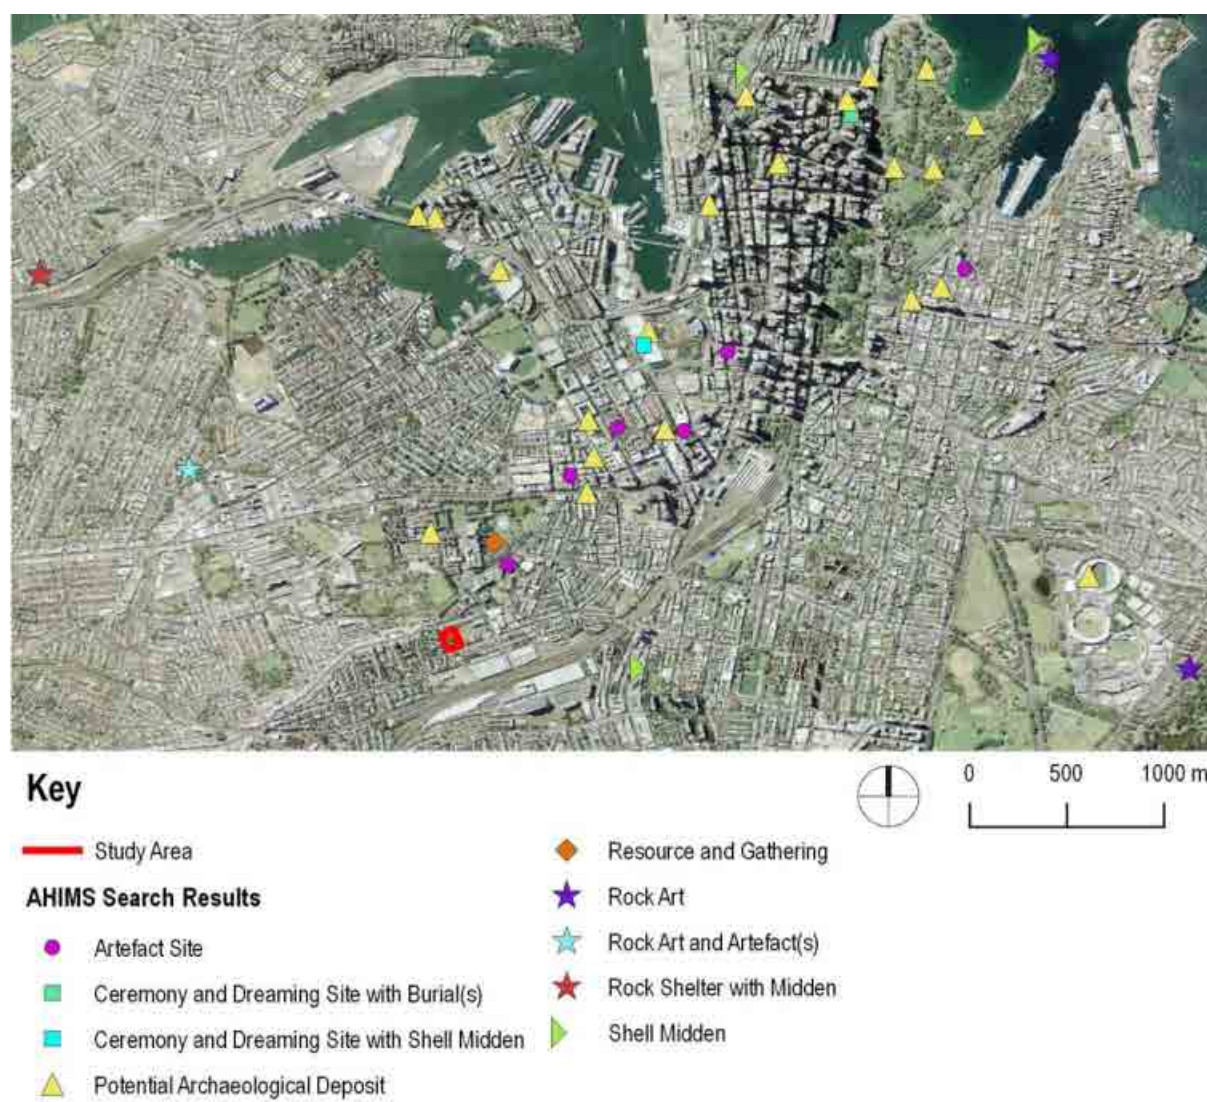 Key
0 500 1000 m
Study Area
AHIMS Search Results
Artefact Site
Ceremony and Dreaming Site with Burial(s)
Ceremony and Dreaming Site with Shell Midden
Potential Archaeological Deposit
Resource and Gathering
Rock Art
Rock Art and Artefact(s)
Rock Shelter with Midden
Shell Midden